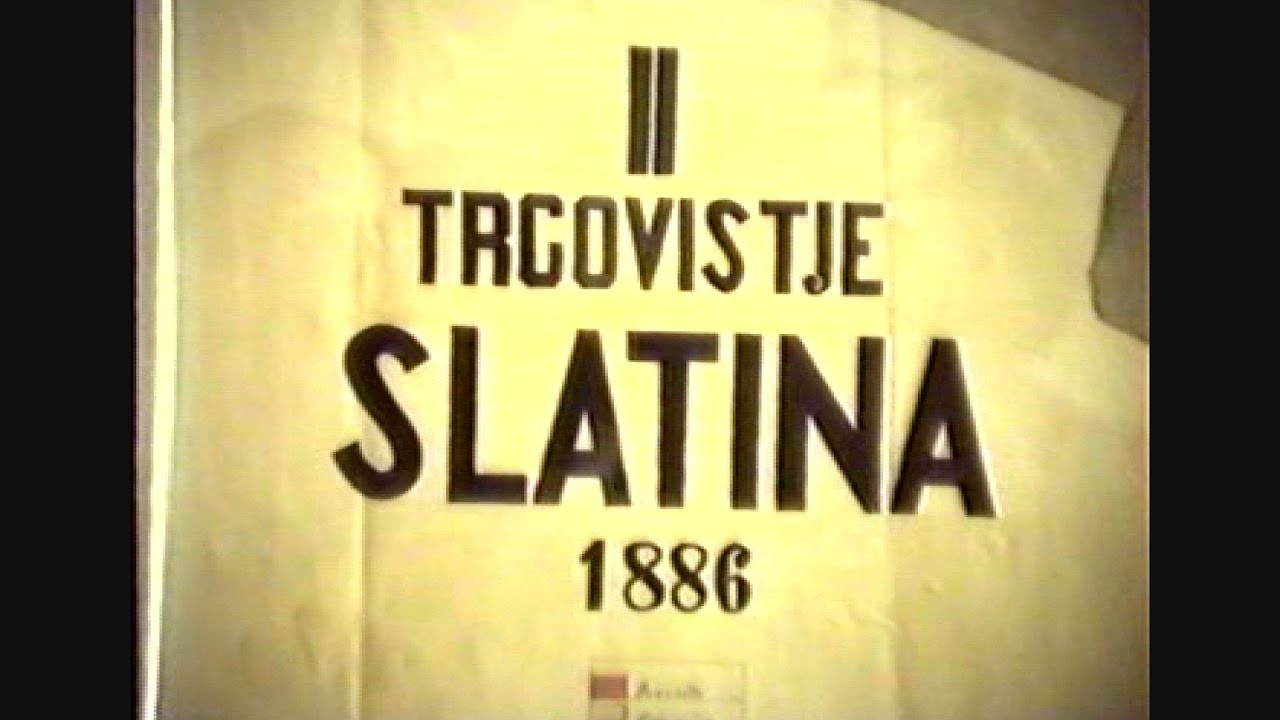 II
TRGOVISTJE
SLATINA
1886